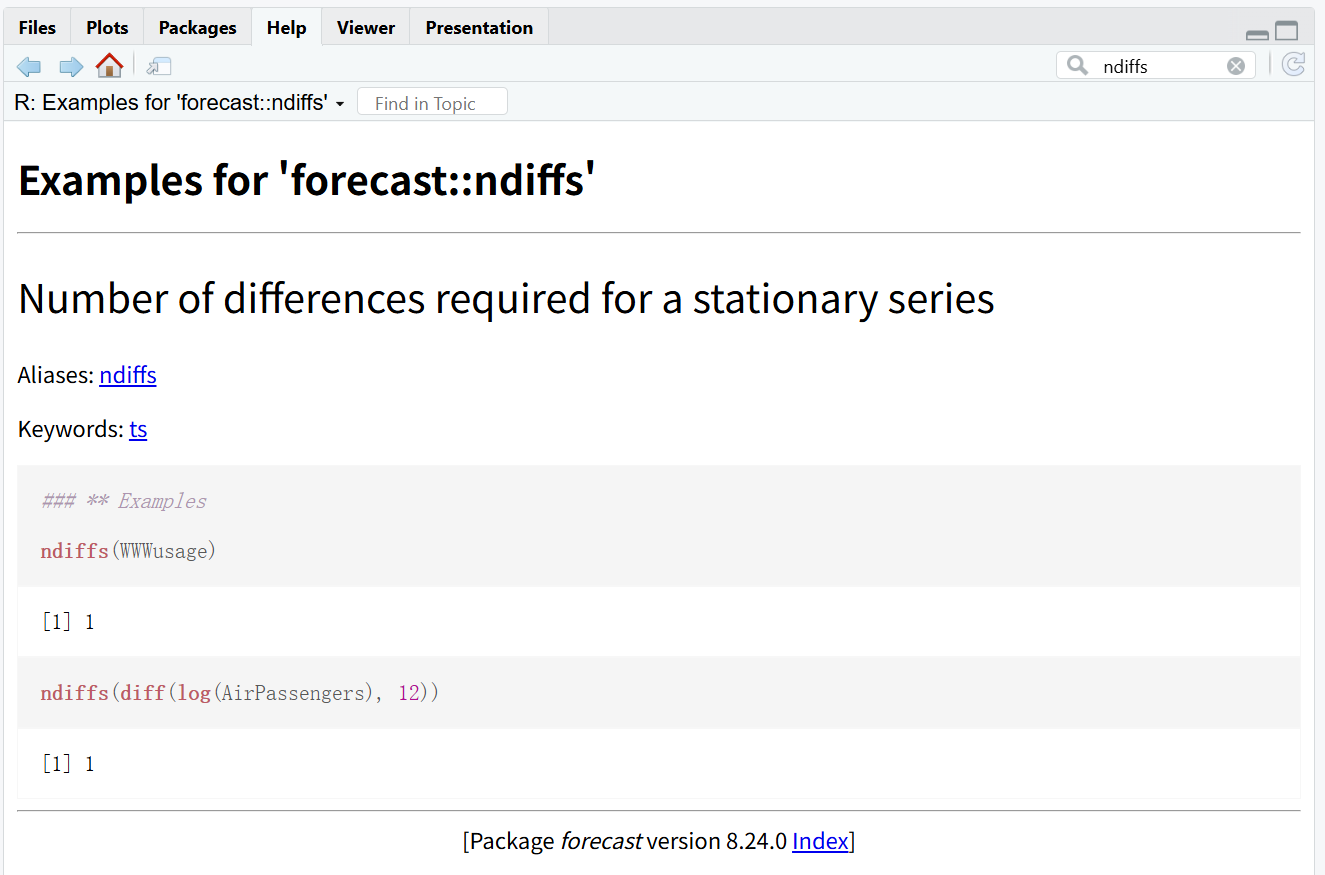 Files Plots Packages Help Viewer Presentation
ndiffs
R: Examples for 'forecast::ndiffs' Find in Topic
Examples for 'forecast::ndiffs'
Number of differences required for a stationary series
Aliases: ndiffs
Keywords: ts
### ** Examples
ndiffs(WWWusage)
[1] 1
ndiffs(diff(log(AirPassengers), 12))
[1] 1
[Package forecast version 8.24.0 Index]